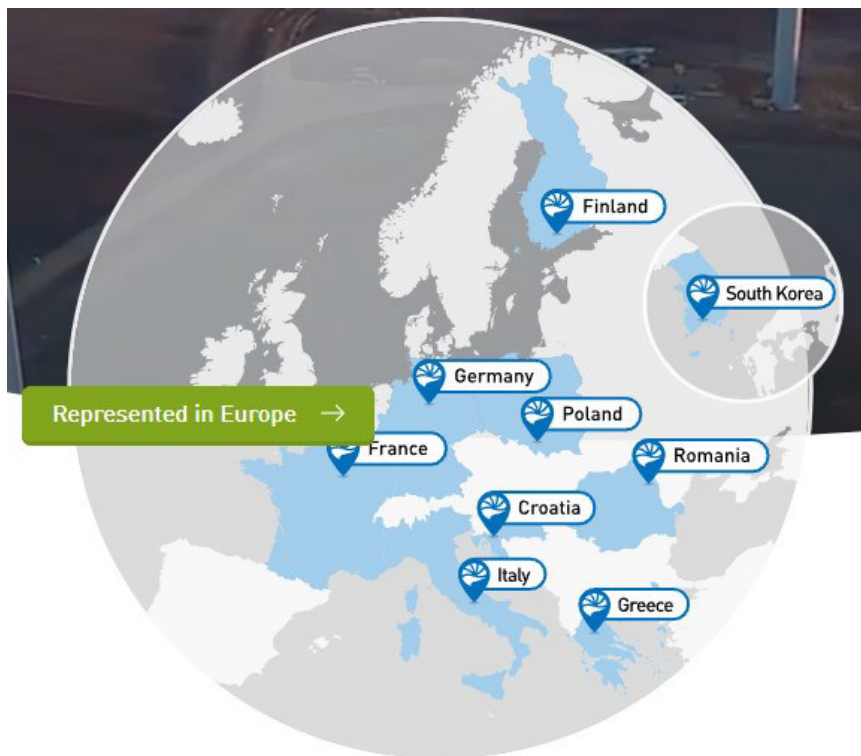 Finland
South Korea
Germany
Represented in Europe →
Poland
France
Romania
Croatia
Italy
Greece